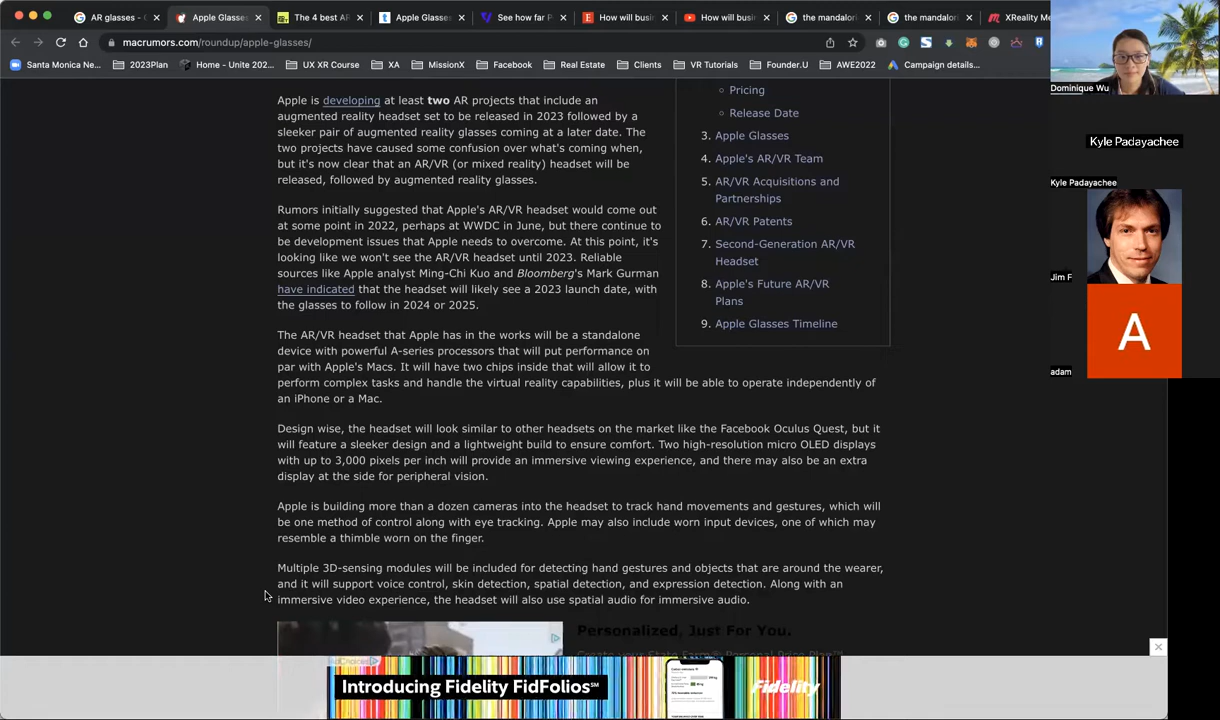 AR glasses - G
Apple Glasses
The 4 best AR
Apple Glasses
See how far P
How will busi
How will busi
the mandalori
the mandalori
XReality Me
macrumors.com/roundup/apple-glasses/
Santa Monica Ne...
2023Plan
Home - Unite 202...
UX XR Course
XA
MissionX
Facebook
Real Estate
Clients
VR Tutorials
Founder.U
AWE2022
Campaign details...
Apple is developing at least two AR projects that include an
augmented reality headset set to be released in 2023 followed by a
sleeker pair of augmented reality glasses coming at a later date. The
two projects have caused some confusion over what's coming when,
but it's now clear that an AR/VR (or mixed reality) headset will be
released, followed by augmented reality glasses.
Rumors initially suggested that Apple's AR/VR headset would come out
at some point in 2022, perhaps at WWDC in June, but there continue to
be development issues that Apple needs to overcome. At this point, it's
looking like we won't see the AR/VR headset until 2023. Reliable
sources like Apple analyst Ming-Chi Kuo and Bloomberg's Mark Gurman
have indicated that the headset will likely see a 2023 launch date, with
the glasses to follow in 2024 or 2025.
The AR/VR headset that Apple has in the works will be a standalone
device with powerful A-series processors that will put performance on
par with Apple's Macs. It will have two chips inside that will allow it to
perform complex tasks and handle the virtual reality capabilities, plus it will be able to operate independently of
an iPhone or a Mac.
Design wise, the headset will look similar to other headsets on the market like the Facebook Oculus Quest, but it
will feature a sleeker design and a lightweight build to ensure comfort. Two high-resolution micro OLED displays
with up to 3,000 pixels per inch will provide an immersive viewing experience, and there may also be an extra
display at the side for peripheral vision.
Apple is building more than a dozen cameras into the headset to track hand movements and gestures, which will
be one method of control along with eye tracking. Apple may also include worn input devices, one of which may
resemble a thimble worn on the finger.
Multiple 3D-sensing modules will be included for detecting hand gestures and objects that are around the wearer,
and it will support voice control, skin detection, spatial detection, and expression detection. Along with an
immersive video experience, the headset will also use spatial audio for immersive audio.
Pricing
Release Date
3. Apple Glasses
4. Apple's AR/VR Team
5. AR/VR Acquisitions and
Partnerships
6. AR/VR Patents
7. Second-Generation AR/VR
Headset
8. Apple's Future AR/VR
Plans
9. Apple Glasses Timeline
Personalized, Just For You.
Create your State Farm® Personal Price Plan™
AdChoices
Introducing Fidelity FidFolios℠
Fidelity
Dominique Wu
Kyle Padayachee
Kyle Padayachee
Jim F
A
adam